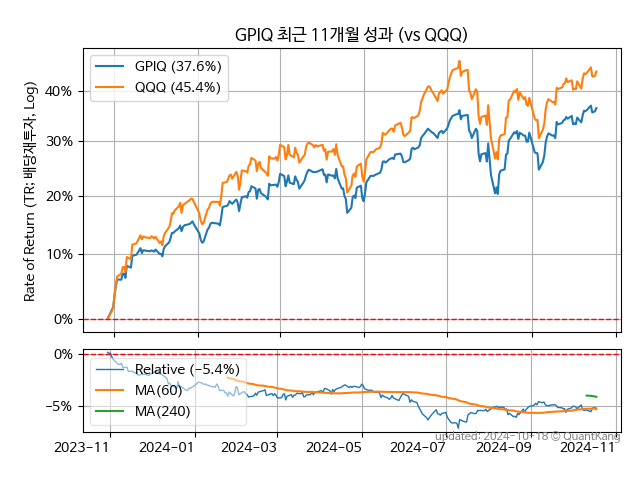 GPIQ 최근 11개월 성과 (vs QQQ)
GPIQ (37.6%)
QQQ (45.4%)
Rate of Return (TR: 배당재투자, Log)
40%
30%
20%
10%
0%
0%
−5%
Relative (−5.4%)
MA(60)
MA(240)
2023−11
2024−01
2024−03
2024−05
2024−07
2024−09
2024−11
updated: 2024−10−18 © QuantKang